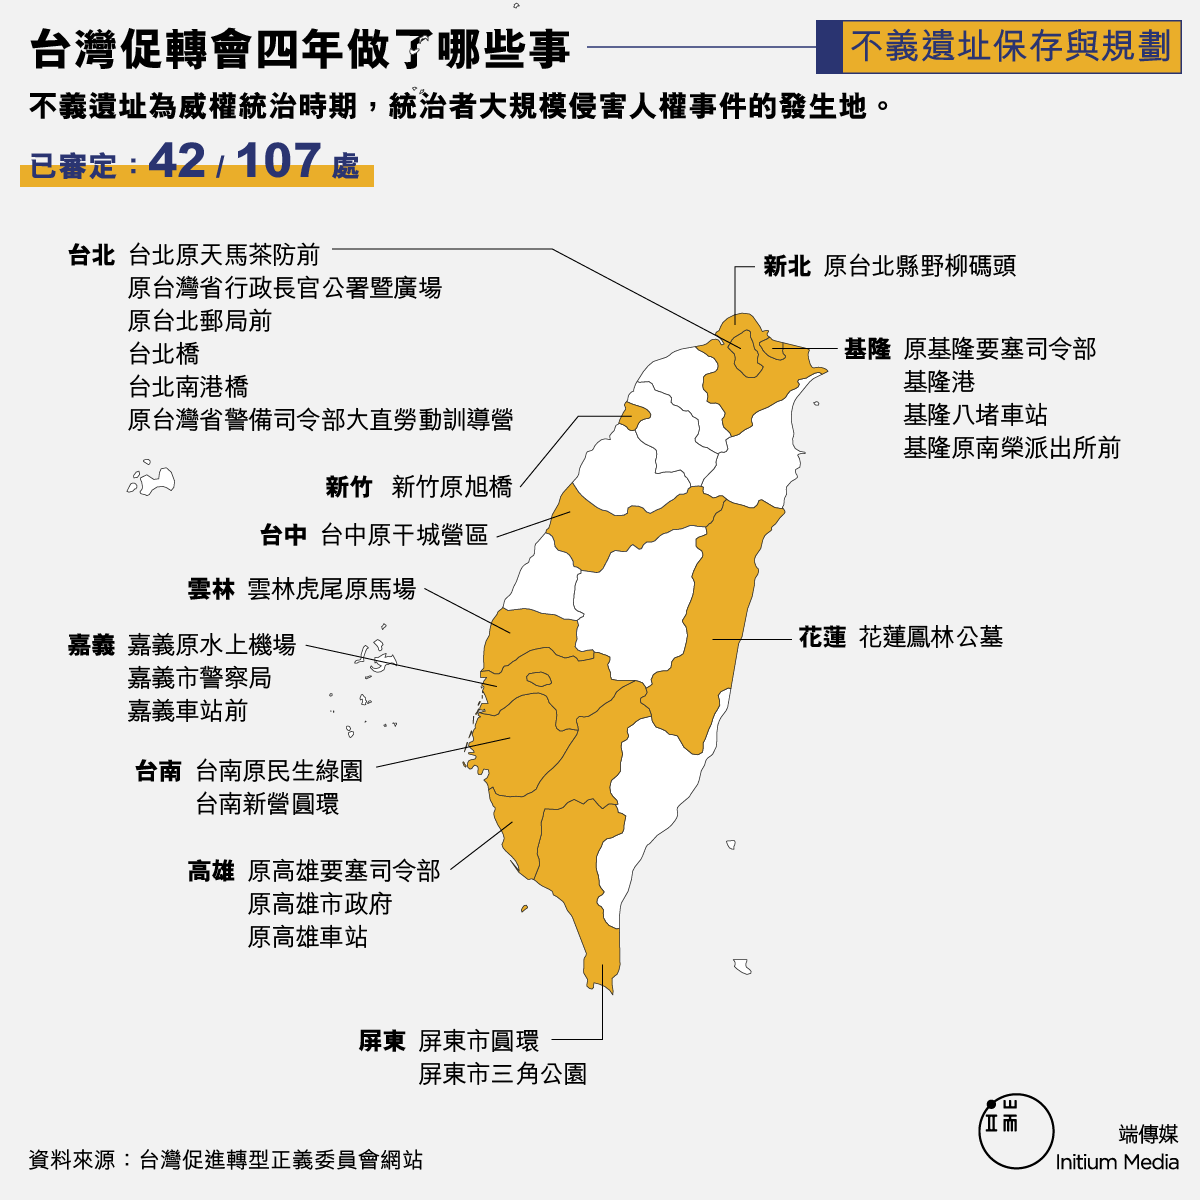 台灣促轉會四年做了哪些事
不義遺址保存與規劃
不義遺址為威權統治時期，統治者大規模侵害人權事件的發生地。
已審定：42 / 107 處
台北 台北原天馬茶防前
原台灣省行政長官公署暨廣場
原台北郵局前
台北橋
台北南港橋
原台灣省警備司令部大直勞動訓導營
新北 原台北縣野柳碼頭
基隆 原基隆要塞司令部
基隆港
基隆八堵車站
基隆原南榮派出所前
新竹 新竹原旭橋
台中 台中原干城營區
雲林 雲林虎尾原馬場
嘉義 嘉義原水上機場
嘉義市警察局
嘉義車站前
花蓮 花蓮鳳林公墓
台南 台南原民生綠園
台南新營圓環
高雄 原高雄要塞司令部
原高雄市政府
原高雄車站
屏東 屏東市圓環
屏東市三角公園
資料來源：台灣促進轉型正義委員會網站
端
端傳媒
Initium Media